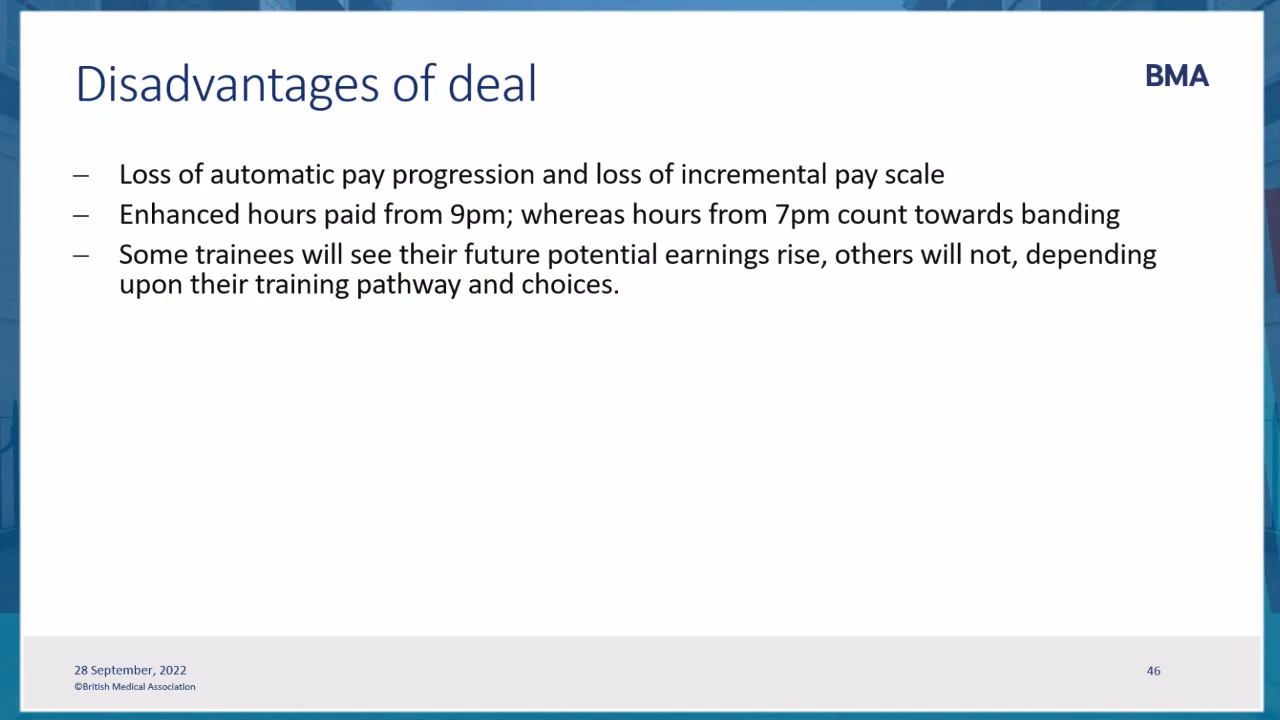 Disadvantages of deal
BMA
– Loss of automatic pay progression and loss of incremental pay scale
– Enhanced hours paid from 9pm; whereas hours from 7pm count towards banding
– Some trainees will see their future potential earnings rise, others will not, depending
upon their training pathway and choices.
28 September, 2022
46
©British Medical Association